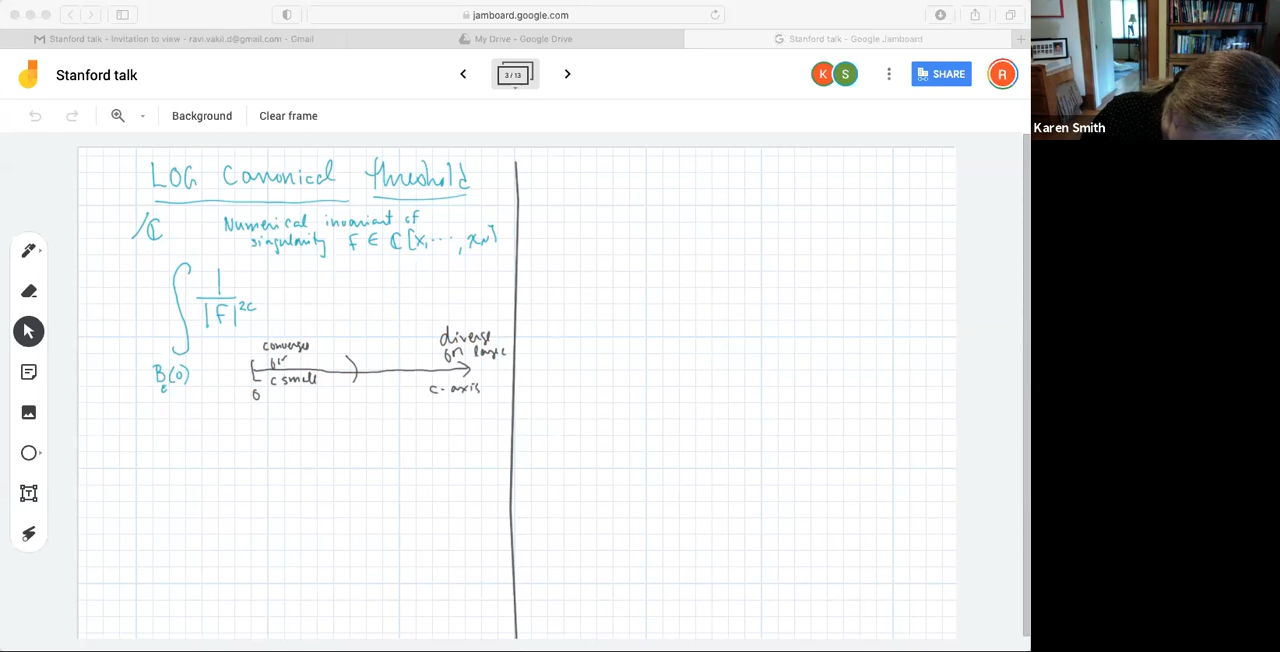 jamboard.google.com
Stanford talk - Invitation to view - ravi.vakil.d@gmail.com - Gmail
My Drive - Google Drive
Stanford talk - Google Jamboard
Stanford talk
3 / 13
K
S
SHARE
R
Background
Clear frame
Karen Smith
LOG Canonical threshold
/ℂ
Numerical invariant of
singularity f ∈ ℂ[x, ..., xN]
∫ 1
|F|^2c
Bε(0)
converges
for
c small
0
diverges
for large
c-axis